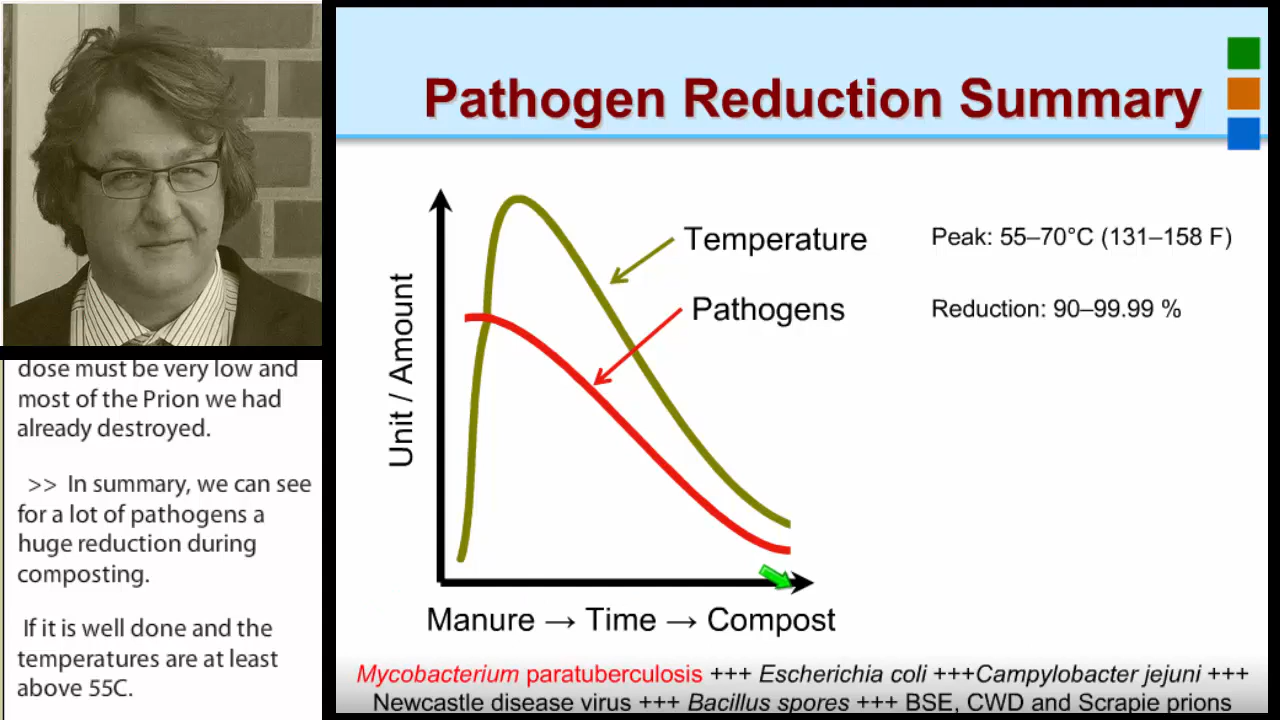 Pathogen Reduction Summary
Temperature
Peak: 55–70°C (131–158 F)
Pathogens
Reduction: 90–99.99 %
Unit / Amount
Manure → Time → Compost
Mycobacterium paratuberculosis +++ Escherichia coli +++Campylobacter jejuni +++
Newcastle disease virus +++ Bacillus spores +++ BSE, CWD and Scrapie prions
dose must be very low and
most of the Prion we had
already destroyed.
>> In summary, we can see
for a lot of pathogens a
huge reduction during
composting.
If it is well done and the
temperatures are at least
above 55C.